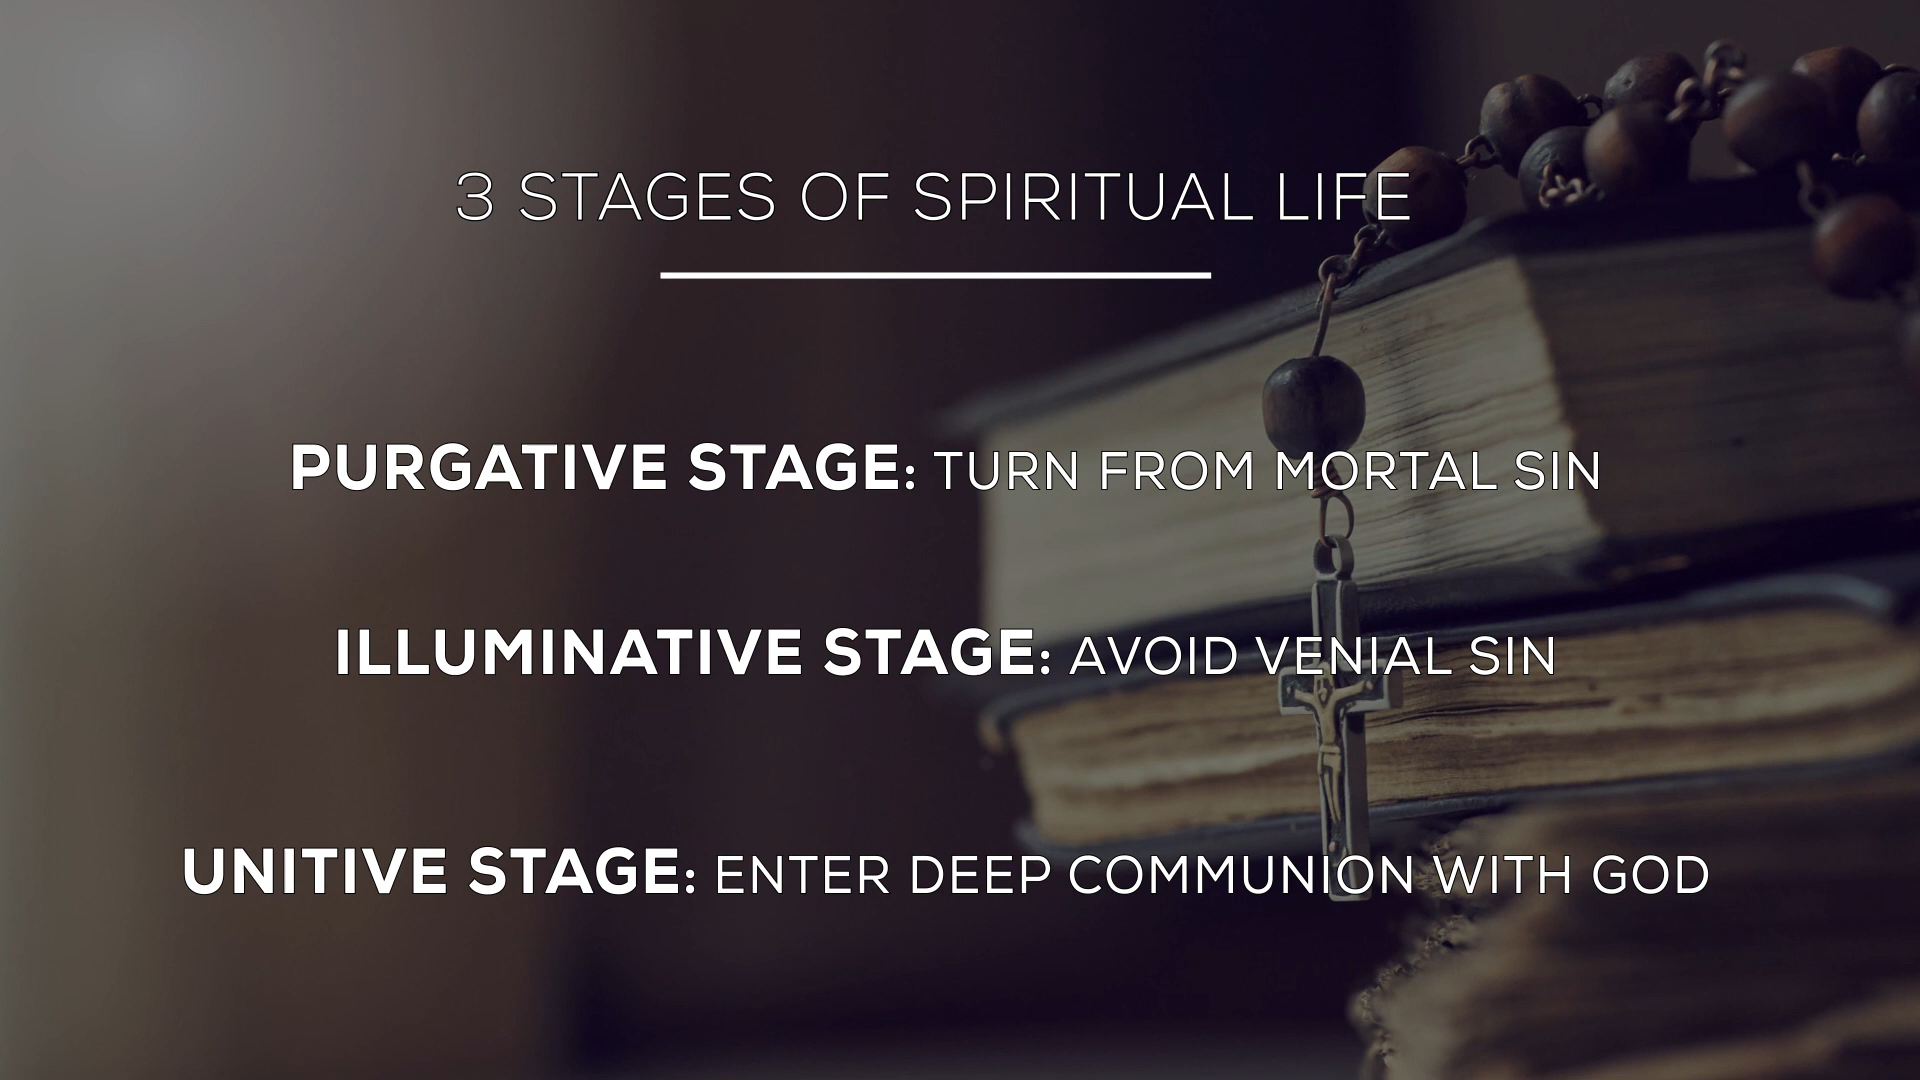 3 STAGES OF SPIRITUAL LIFE
PURGATIVE STAGE: TURN FROM MORTAL SIN
ILLUMINATIVE STAGE: AVOID VENIAL SIN
UNITIVE STAGE: ENTER DEEP COMMUNION WITH GOD